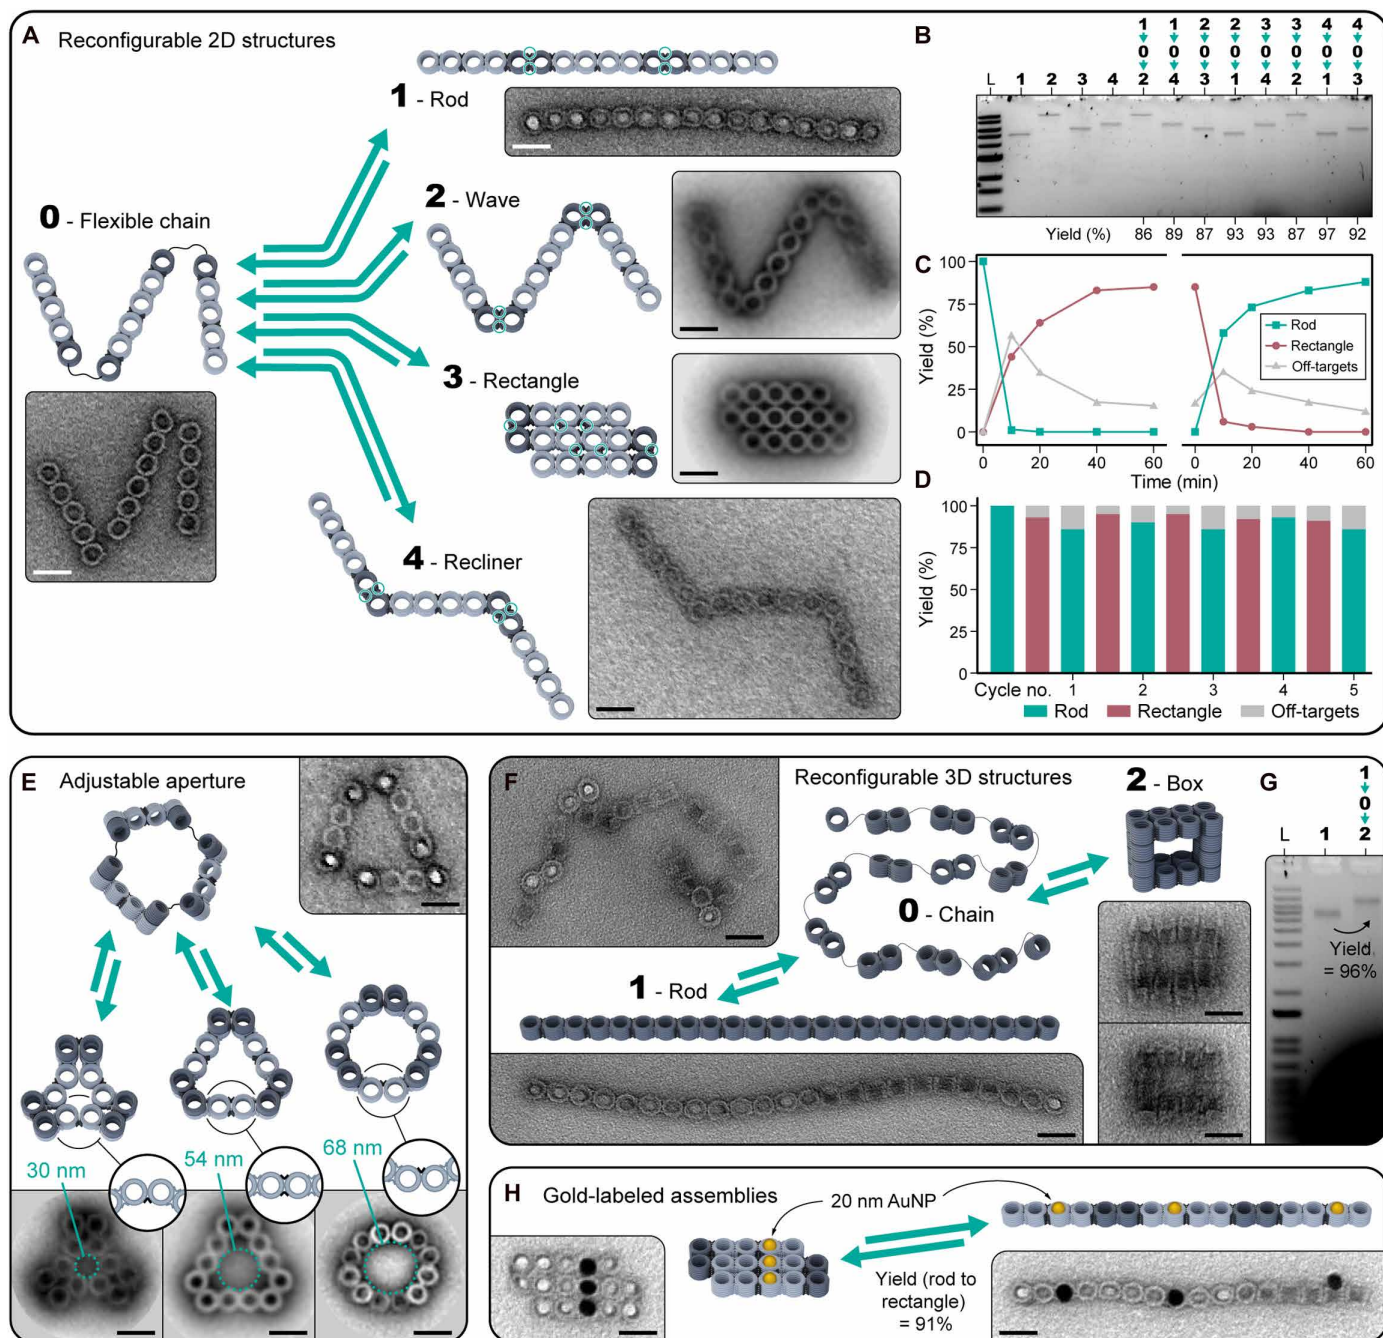 A Reconfigurable 2D structures
1 - Rod
0 - Flexible chain
2 - Wave
3 - Rectangle
4 - Recliner
B
1 1 2 2 3 3 4 4
0 0 0 0 0 0 0 0
L 1 2 3 4 2 4 3 1 4 2 1 3
Yield (%) 86 89 87 93 93 87 97 92
C
Yield (%)
100
75
50
25
0
0 20 40 60 0 20 40 60
Time (min)
Rod
Rectangle
Off-targets
D
Yield (%)
100
75
50
25
0
Cycle no. 1 2 3 4 5
Rod Rectangle Off-targets
E Adjustable aperture
30 nm
54 nm
68 nm
F Reconfigurable 3D structures
2 - Box
0 - Chain
1 - Rod
G
1
0
L 1 2
Yield
= 96%
H Gold-labeled assemblies
20 nm AuNP
Yield (rod to
rectangle)
= 91%